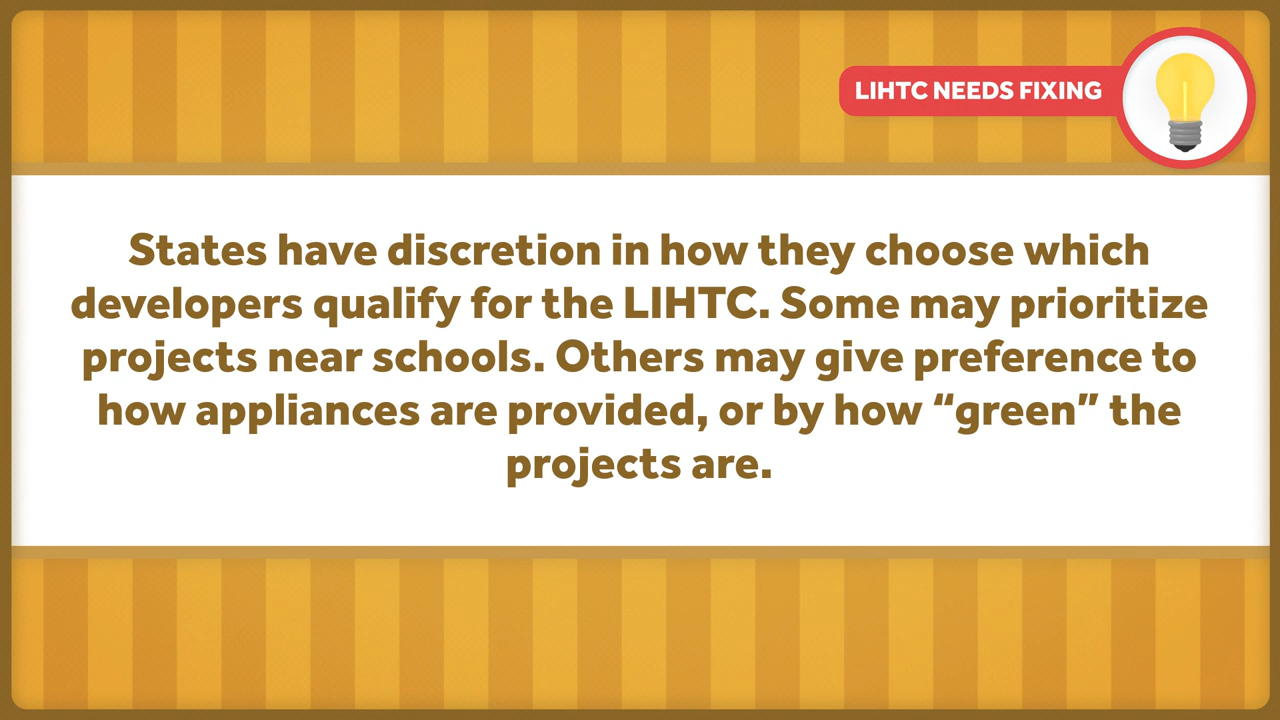 LIHTC NEEDS FIXING
States have discretion in how they choose which
developers qualify for the LIHTC. Some may prioritize
projects near schools. Others may give preference to
how appliances are provided, or by how “green” the
projects are.